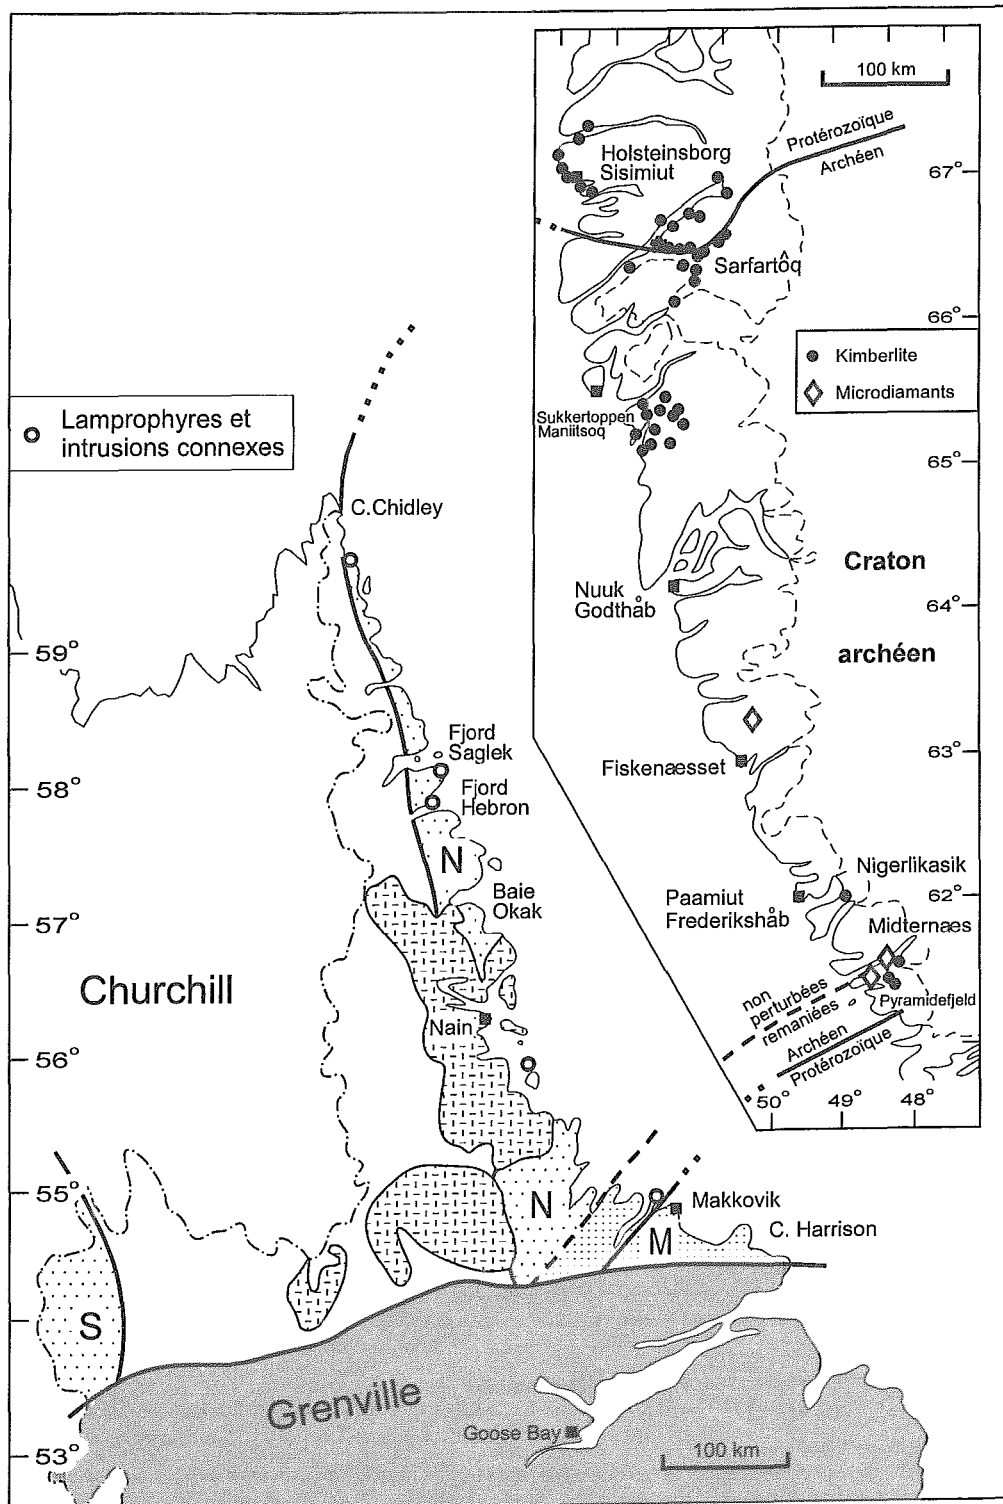 100 km
Protérozoïque
Archéen
67°
Holsteinsborg
Sisimiut
Sarfartôq
66°
Kimberlite
Microdiamants
Sukkertoppen
Maniitsoq
65°
Craton
archéen
Nuuk
Godthåb
64°
63°
Fiskenæsset
Nigerlikasik
62°
Paamiut
Frederikshåb
Midternaes
non
perturbées
remaniées
Pyramidefjeld
Archéen
Protérozoïque
50°
49°
48°
Lamprophyres et
intrusions connexes
C.Chidley
59°
Fjord
Saglek
58°
Fjord
Hebron
N
Baie
Okak
57°
Churchill
Nain
56°
55°
N
M
Makkovik
C. Harrison
S
Grenville
Goose Bay
53°
100 km